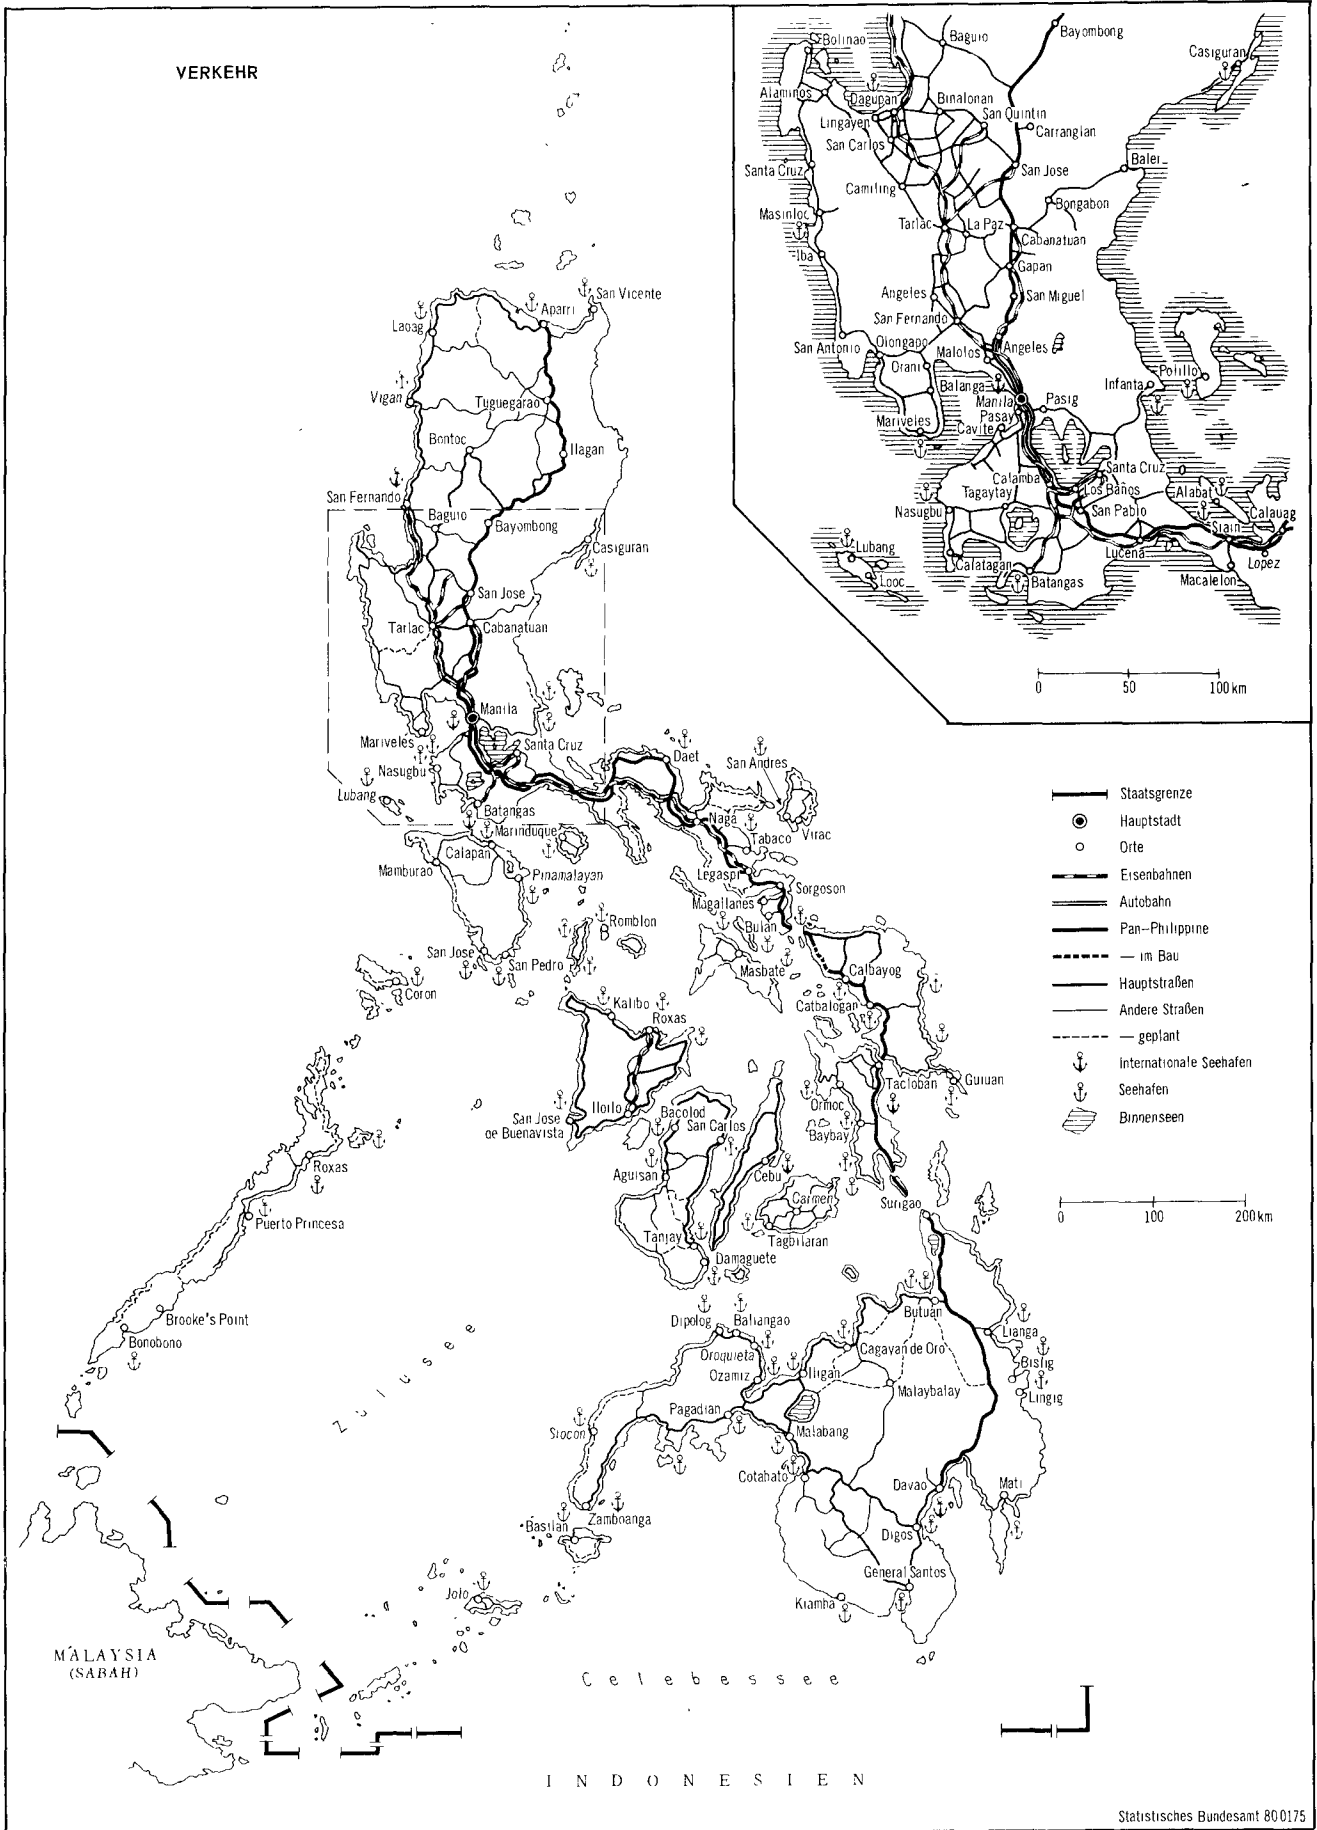 VERKEHR
Bolinao
Baguio
Bayombong
Casiguran
Alaminos
Dagupan
Binalonan
San Quintin
Lingayen
Carranglan
San Carlos
Santa Cruz
San Jose
Baler
Camiling
Bongabon
Masinloc
Tarlac
La Paz
Cabanatuan
Iba
Gapan
Angeles
San Miguel
San Fernando
San Antonio
Olongapo
Malolos
Angeles
Orani
Polillo
Balanga
Infanta
Manila
Pasig
Pasay
Mariveles
Cavite
Santa Cruz
Calamba
Los Baños
Alabat
Tagaytay
Calauag
Nasugbu
San Pablo
Siain
Lubang
Lucena
Calatagan
Lopez
Looc
Batangas
Macalelon
0 50 100 km
San Vicente
Aparri
Laoag
Vigan
Tuguegarao
Bontoc
Ilagan
San Fernando
Baguio
Bayombong
Casiguran
San Jose
Tarlac
Cabanatuan
Manila
Mariveles
Santa Cruz
Daet
San Andres
Nasugbu
Lubang
Batangas
Naga
Virac
Marinduque
Tabaco
Calapan
Mamburao
Pinamalayan
Legaspi
Sorgoson
Magallanes
Bulan
Romblon
San Jose
San Pedro
Masbate
Calbayog
Coron
Kalibo
Catbalogan
Roxas
Tacloban
Guiuan
Iloilo
Ormoc
Bacolod
San Jose
de Buenavista
San Carlos
Baybay
Roxas
Aguisan
Cebu
Carmen
Surigao
Puerto Princesa
Tanjay
Tagbilaran
Damaguete
Brooke's Point
Butuan
Bonobono
Dipolog
Baliangao
Lianga
Oroquieta
Cagayan de Oro
Bislig
Ozamiz
Iligan
Malaybalay
Lingig
Pagadian
Siocon
Malabang
Cotabato
Davao
Mati
Zamboanga
Basilan
Digos
General Santos
Jolo
Kiamba
Zulusee
MALAYSIA
(SABAH)
Celebessee
INDONESIEN
Staatsgrenze
Hauptstadt
Orte
Eisenbahnen
Autobahn
Pan-Philippine
— im Bau
Hauptstraßen
Andere Straßen
— geplant
Internationale Seehafen
Seehafen
Binnenseen
0 100 200 km
Statistisches Bundesamt 80 0175